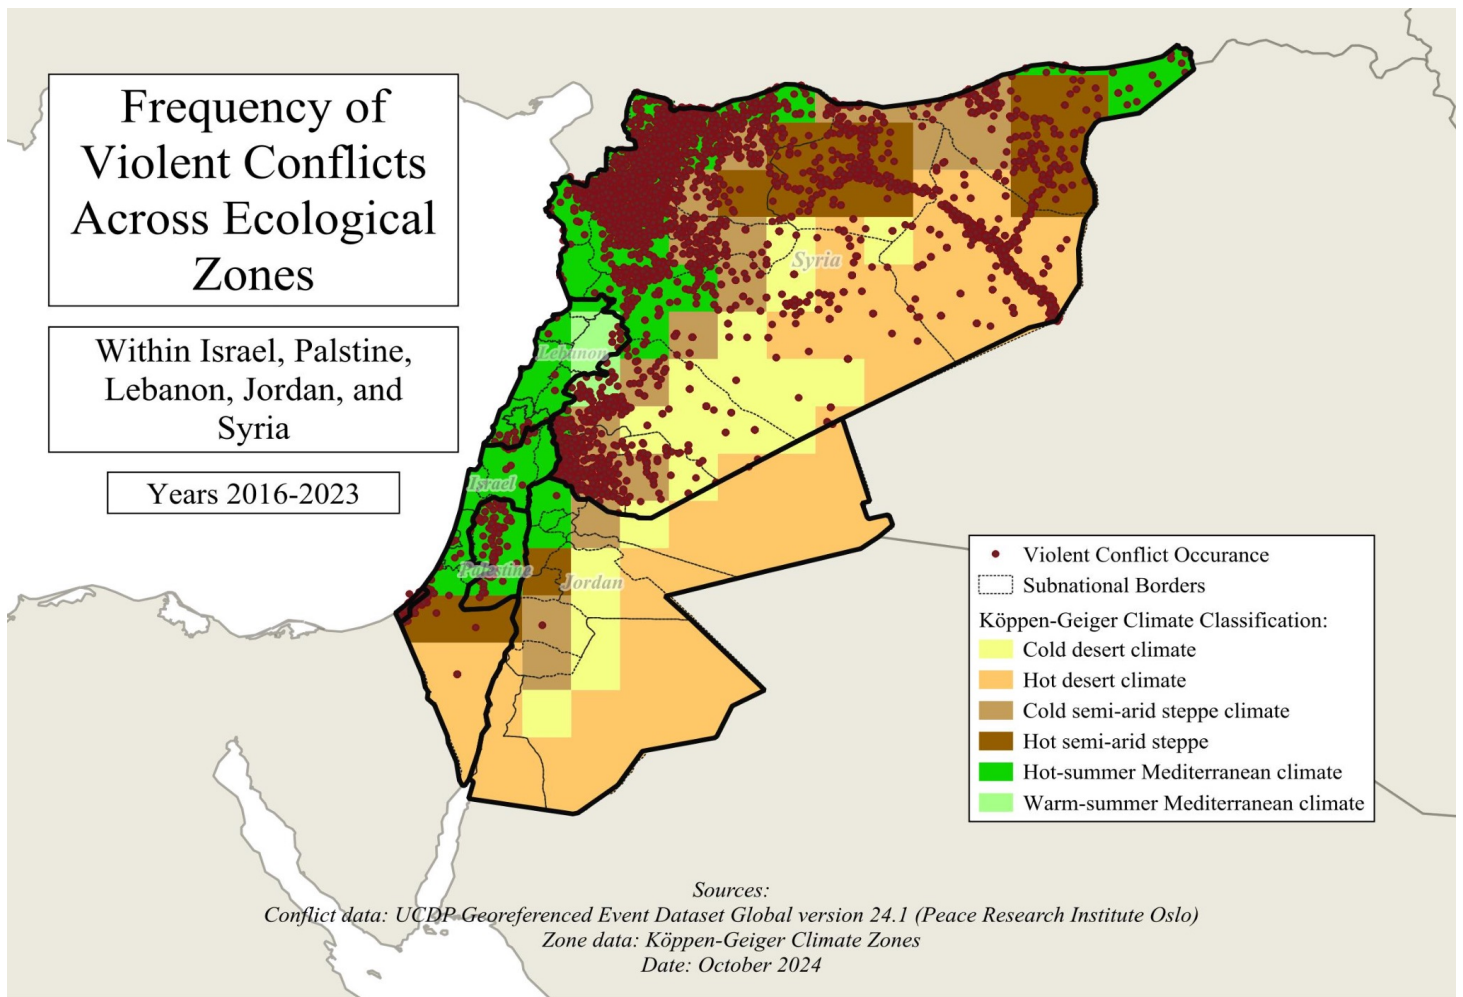 Frequency of
Violent Conflicts
Across Ecological
Zones
Within Israel, Palstine,
Lebanon, Jordan, and
Syria
Years 2016-2023
Syria
Lebanon
Israel
Palestine
Jordan
Violent Conflict Occurance
Subnational Borders
Köppen-Geiger Climate Classification:
Cold desert climate
Hot desert climate
Cold semi-arid steppe climate
Hot semi-arid steppe
Hot-summer Mediterranean climate
Warm-summer Mediterranean climate
Sources:
Conflict data: UCDP Georeferenced Event Dataset Global version 24.1 (Peace Research Institute Oslo)
Zone data: Köppen-Geiger Climate Zones
Date: October 2024